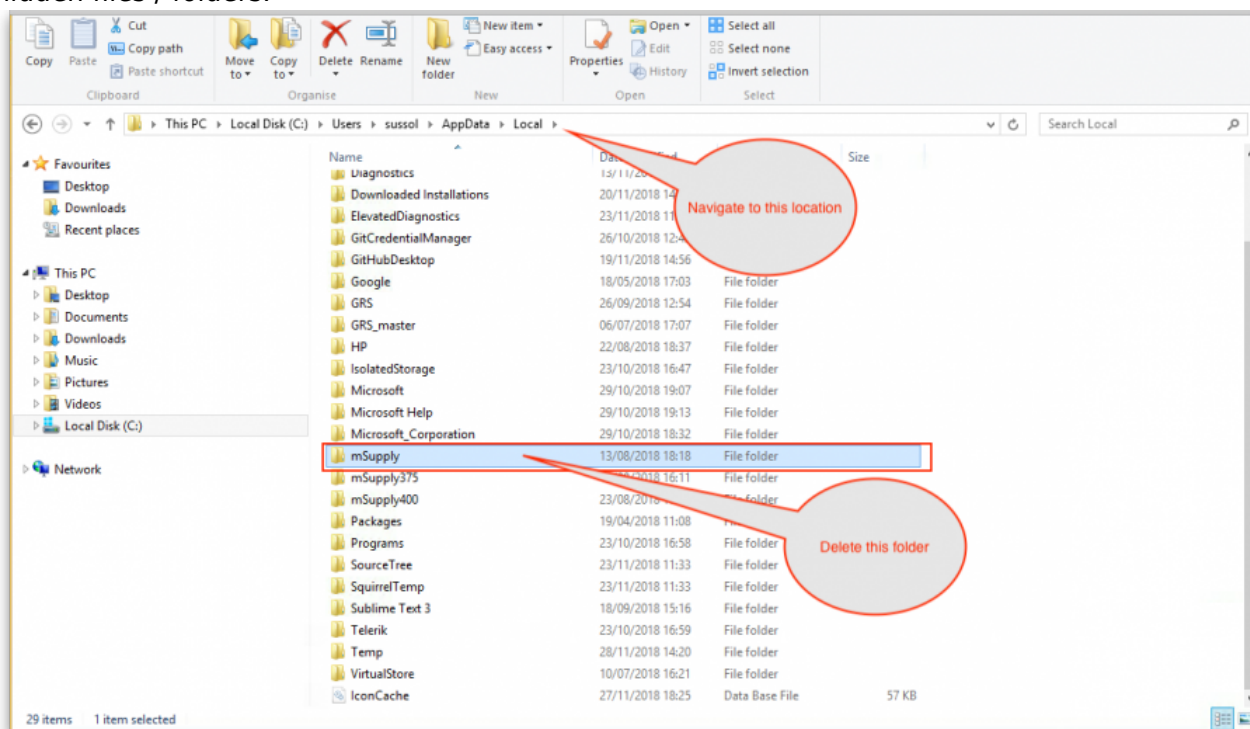 hidden files / folders.
Cut New item Open Select all
Copy path Easy access Edit Select none
Copy Paste Paste shortcut Move to Copy to Delete Rename New folder Properties History Invert selection
Clipboard Organise New Open Select
This PC Local Disk (C:) Users sussol AppData Local Search Local
Name Size
Favourites
Desktop
Downloads
Recent places
This PC
Desktop
Documents
Downloads
Music
Pictures
Videos
Local Disk (C:)
Network
Diagnostics
Downloaded Installations 20/11/2018
ElevatedDiagnostics 23/11/2018
GitCredentialManager 26/10/2018
GitHubDesktop 19/11/2018 14:56
Google 18/05/2018 17:03 File folder
GRS 26/09/2018 12:54 File folder
GRS_master 06/07/2018 17:07 File folder
HP 22/08/2018 18:37 File folder
IsolatedStorage 23/10/2018 16:47 File folder
Microsoft 29/10/2018 19:07 File folder
Microsoft Help 29/10/2018 19:13 File folder
Microsoft_Corporation 29/10/2018 18:32 File folder
mSupply 13/08/2018 18:18 File folder
mSupply375 16:11 File folder
mSupply400 23/08/2018 File folder
Packages 19/04/2018 11:08
Programs 23/10/2018 16:58 File folder
SourceTree 23/11/2018 11:33 File folder
SquirrelTemp 23/11/2018 11:33 File folder
Sublime Text 3 18/09/2018 15:16 File folder
Telerik 23/10/2018 16:59 File folder
Temp 28/11/2018 14:20 File folder
VirtualStore 10/07/2018 16:21 File folder
IconCache 27/11/2018 18:25 Data Base File 57 KB
Navigate to this location
Delete this folder
29 items 1 item selected